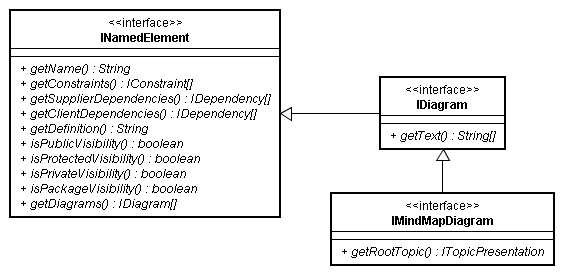 <<interface>>
INamedElement
+ getName() : String
+ getConstraints() : IConstraint[]
+ getSupplierDependencies() : IDependency[]
+ getClientDependencies() : IDependency[]
+ getDefinition() : String
+ isPublicVisibility() : boolean
+ isProtectedVisibility() : boolean
+ isPrivateVisibility() : boolean
+ isPackageVisibility() : boolean
+ getDiagrams() : IDiagram[]
<<interface>>
IDiagram
+ getText() : String[]
<<interface>>
IMindMapDiagram
+ getRootTopic() : ITopicPresentation